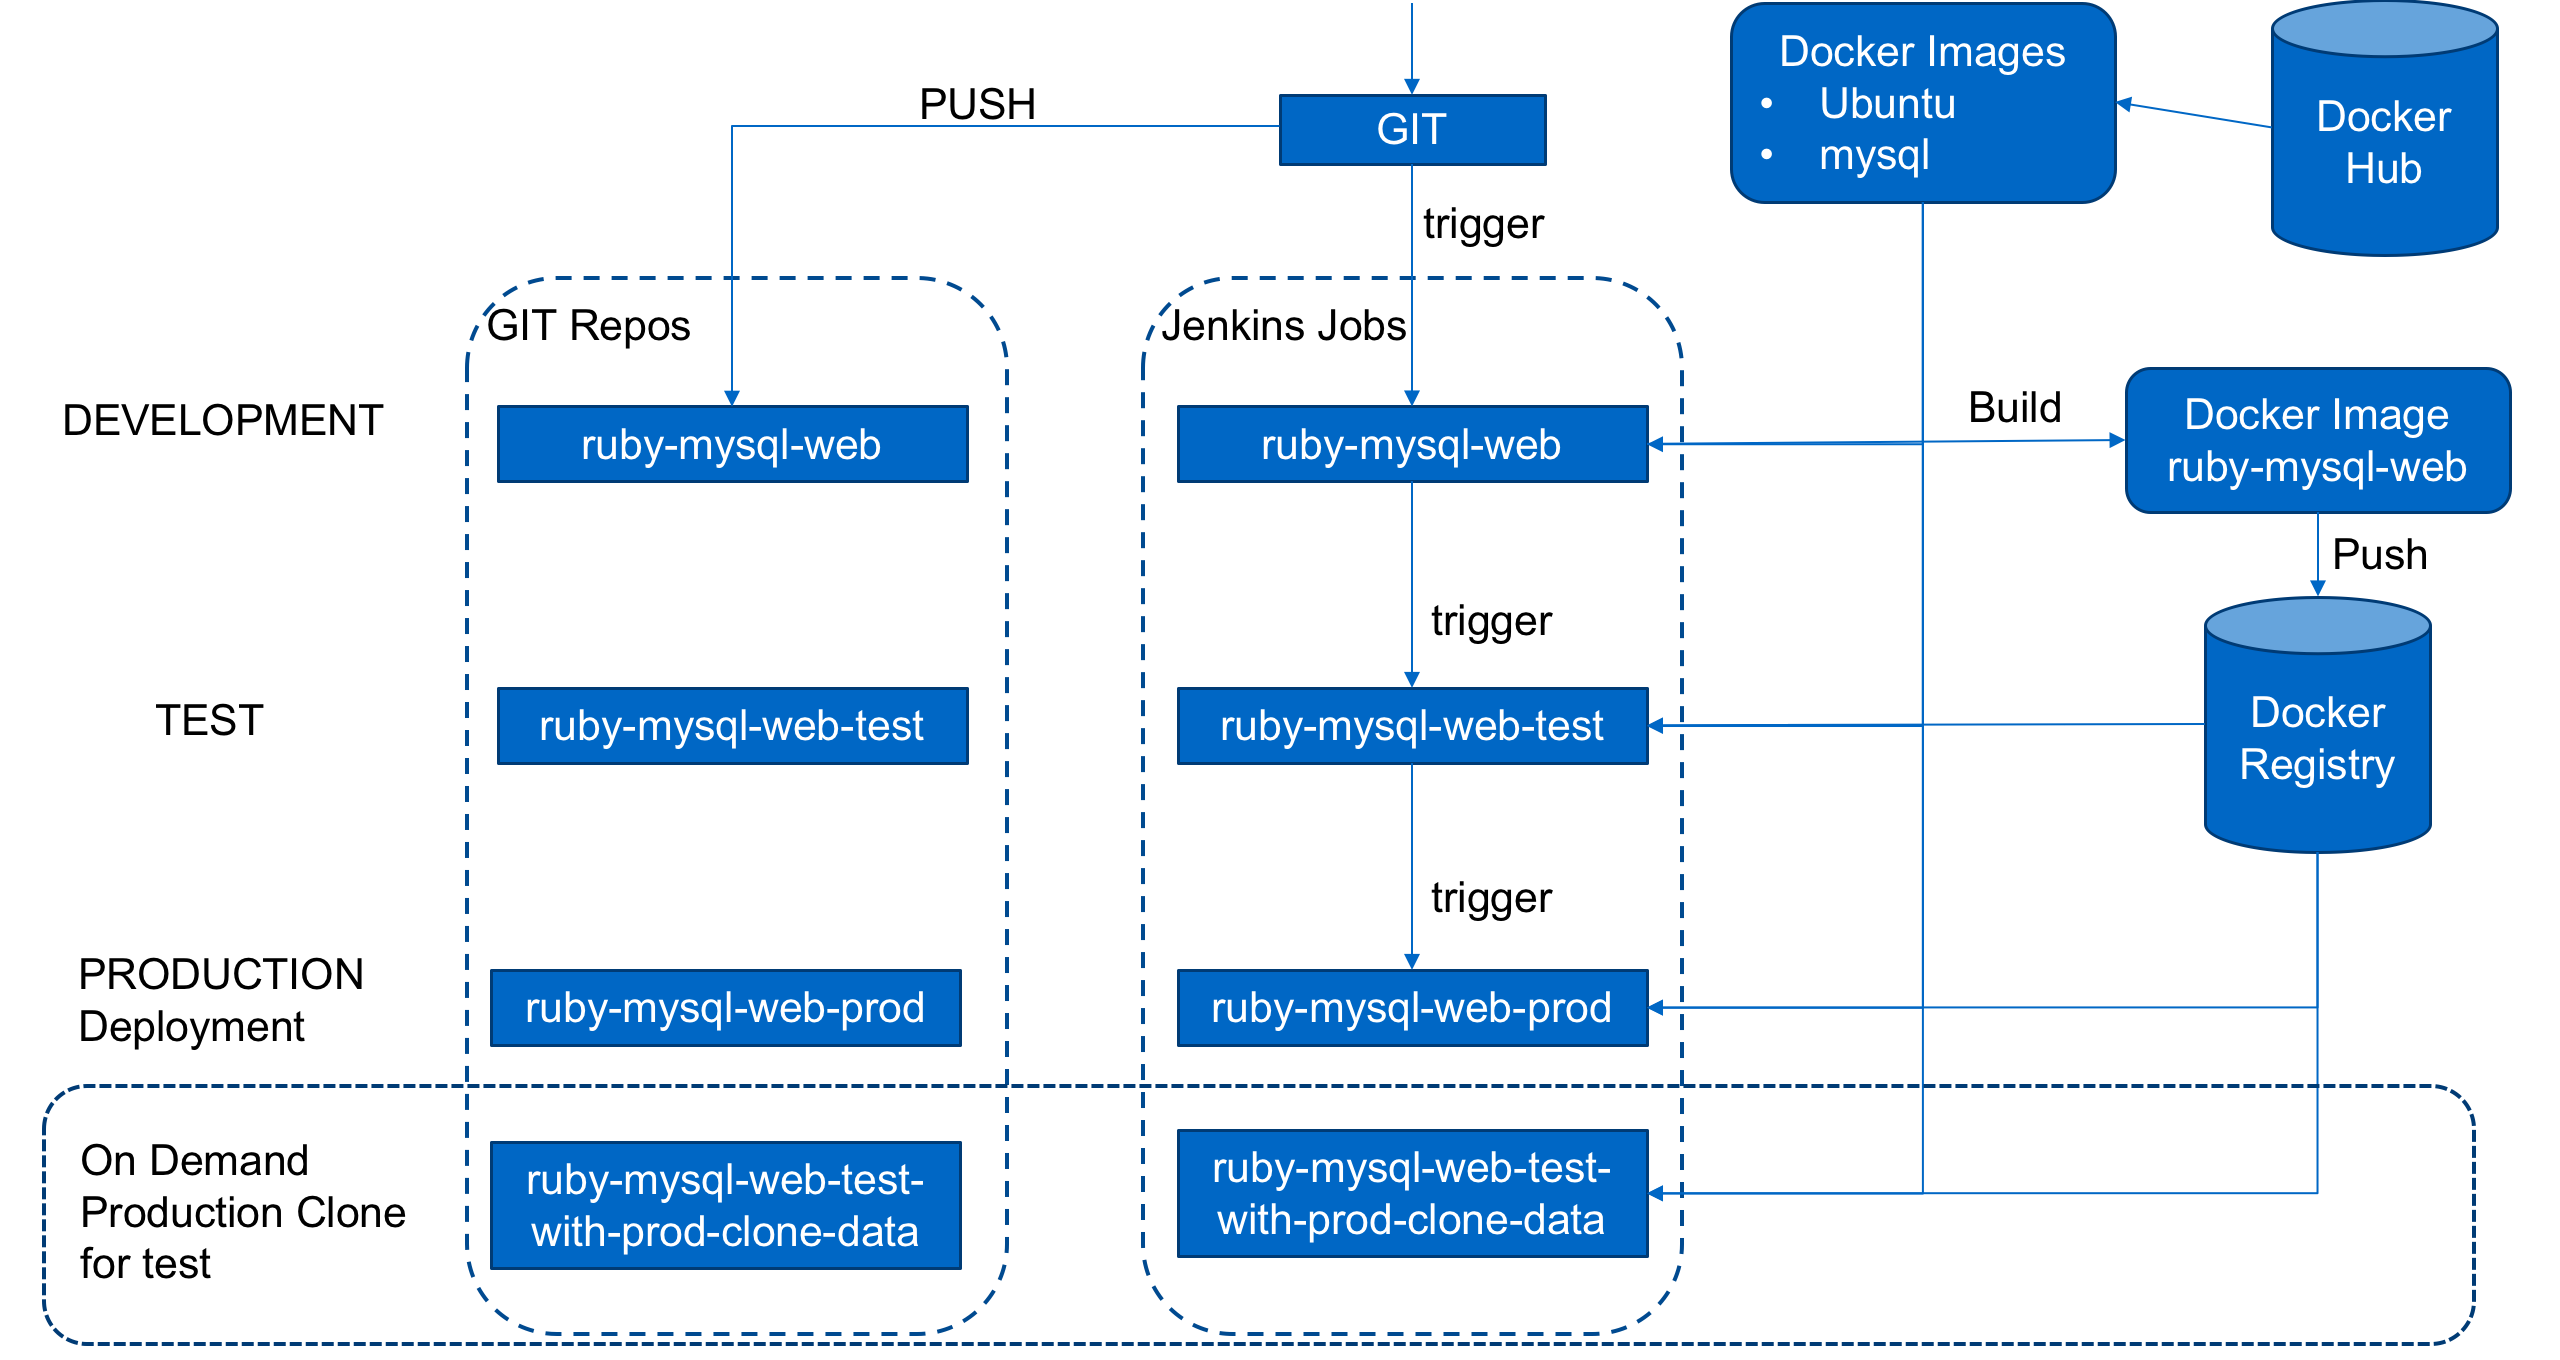 PUSH
GIT
trigger
Docker Images
• Ubuntu
• mysql
Docker
Hub
GIT Repos
Jenkins Jobs
DEVELOPMENT
ruby-mysql-web
ruby-mysql-web
Build
Docker Image
ruby-mysql-web
Push
trigger
TEST
ruby-mysql-web-test
ruby-mysql-web-test
Docker
Registry
trigger
PRODUCTION
Deployment
ruby-mysql-web-prod
ruby-mysql-web-prod
On Demand
Production Clone
for test
ruby-mysql-web-test-
with-prod-clone-data
ruby-mysql-web-test-
with-prod-clone-data